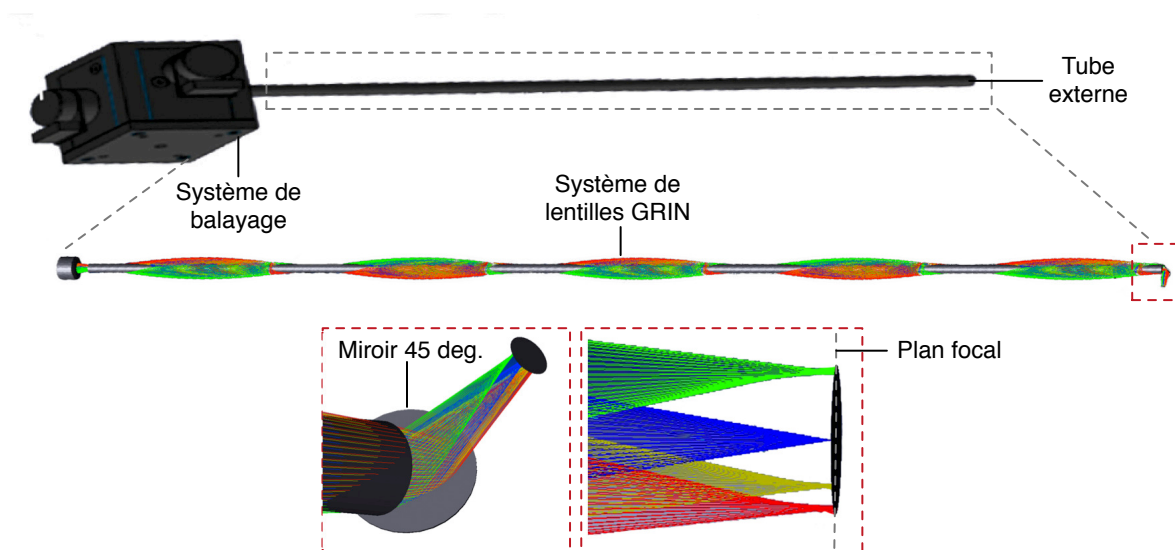 Tube
externe
Système de
balayage
Système de
lentilles GRIN
Miroir 45 deg.
Plan focal